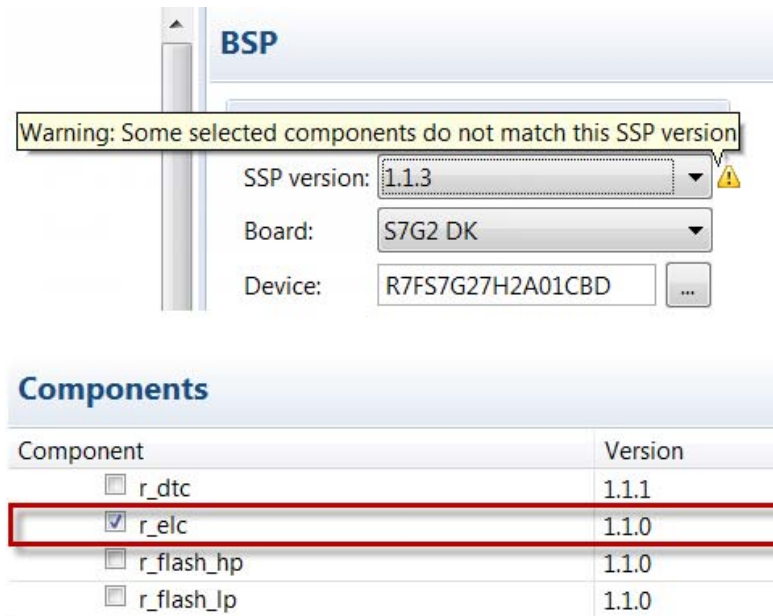 BSP
Warning: Some selected components do not match this SSP version
SSP version: 1.1.3
Board: S7G2 DK
Device: R7FS7G27H2A01CBD ...
Components
Component Version
r_dtc 1.1.1
r_elc 1.1.0
r_flash_hp 1.1.0
r_flash_lp 1.1.0